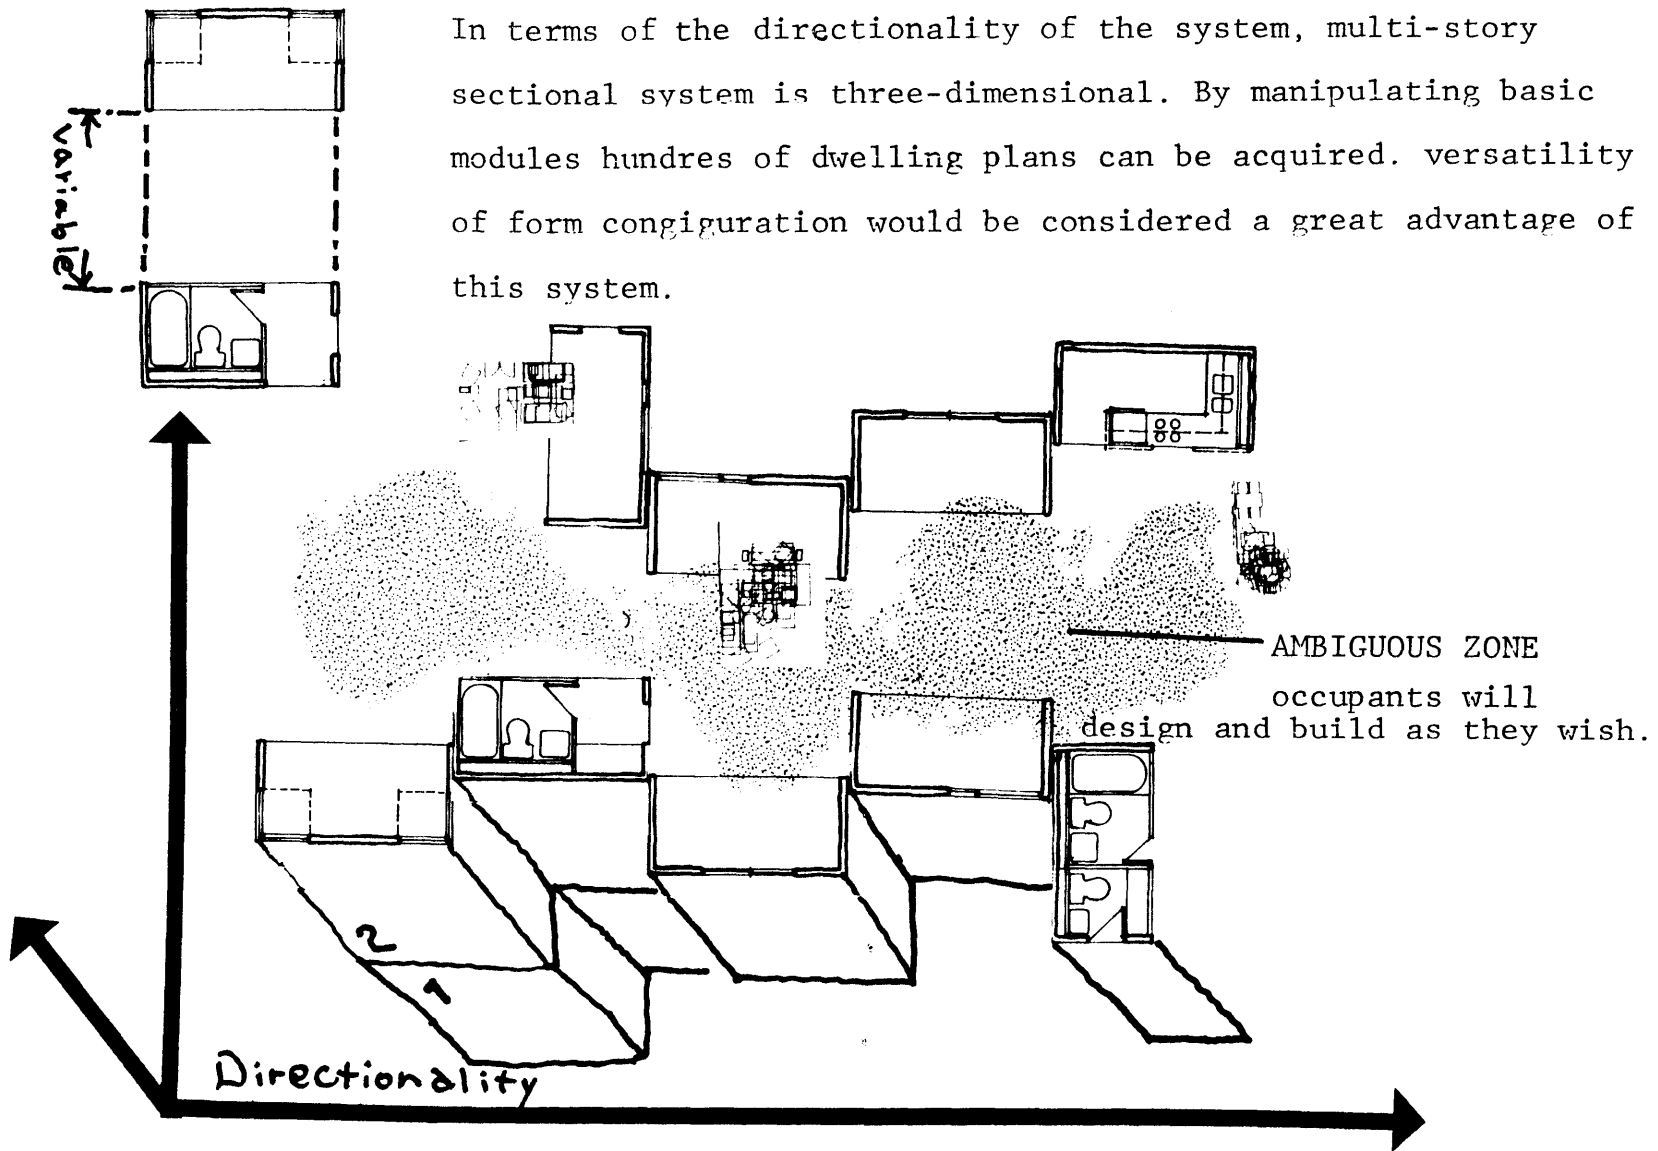 In terms of the directionality of the system, multi-story
sectional system is three-dimensional. By manipulating basic
modules hundres of dwelling plans can be acquired. versatility
of form congiguration would be considered a great advantage of
this system.
variable
AMBIGUOUS ZONE
occupants will
design and build as they wish.
2
1
Directionality